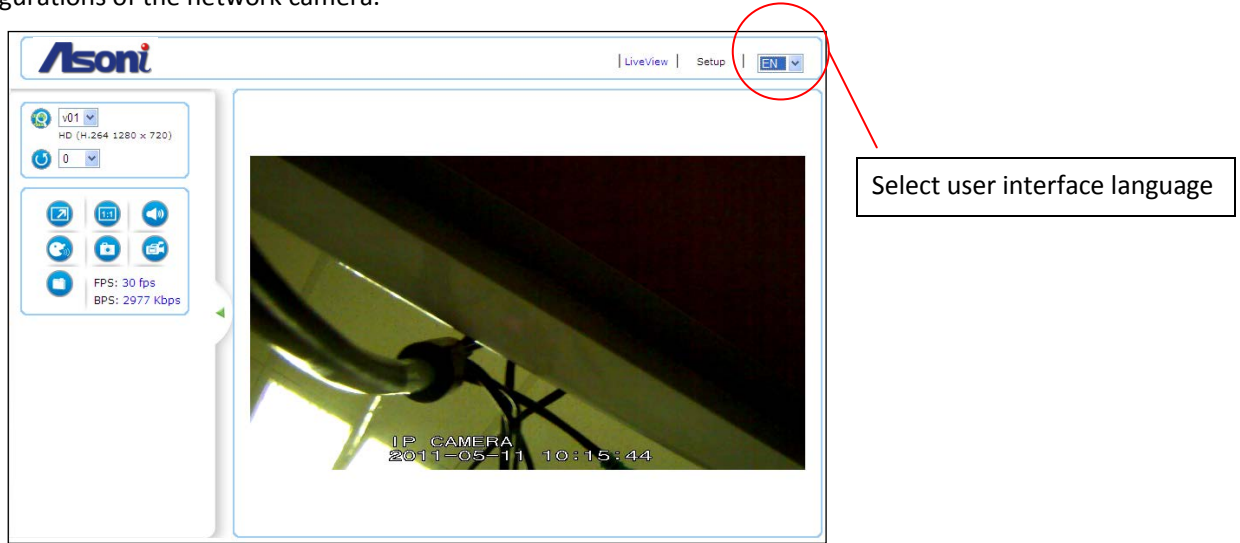 gurations of the network camera.
Asoni
LiveView | Setup | EN
v01
HD (H.264 1280 x 720)
0
1:1
FPS: 30 fps
BPS: 2977 Kbps
IP CAMERA
2011-05-11 10:15:44
Select user interface language